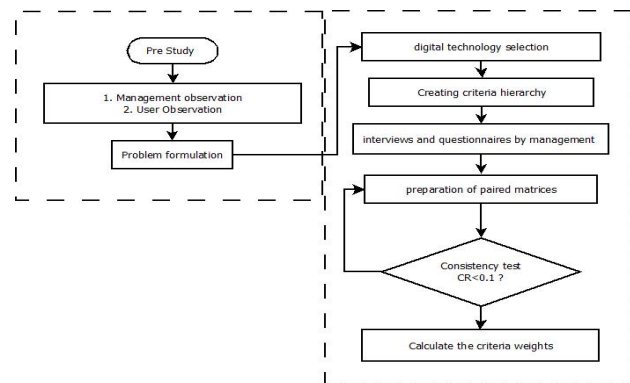 Pre Study
1. Management observation
2. User Observation
Problem formulation
digital technology selection
Creating criteria hierarchy
interviews and questionnaires by management
preparation of paired matrices
Consistency test
CR<0.1 ?
Calculate the criteria weights